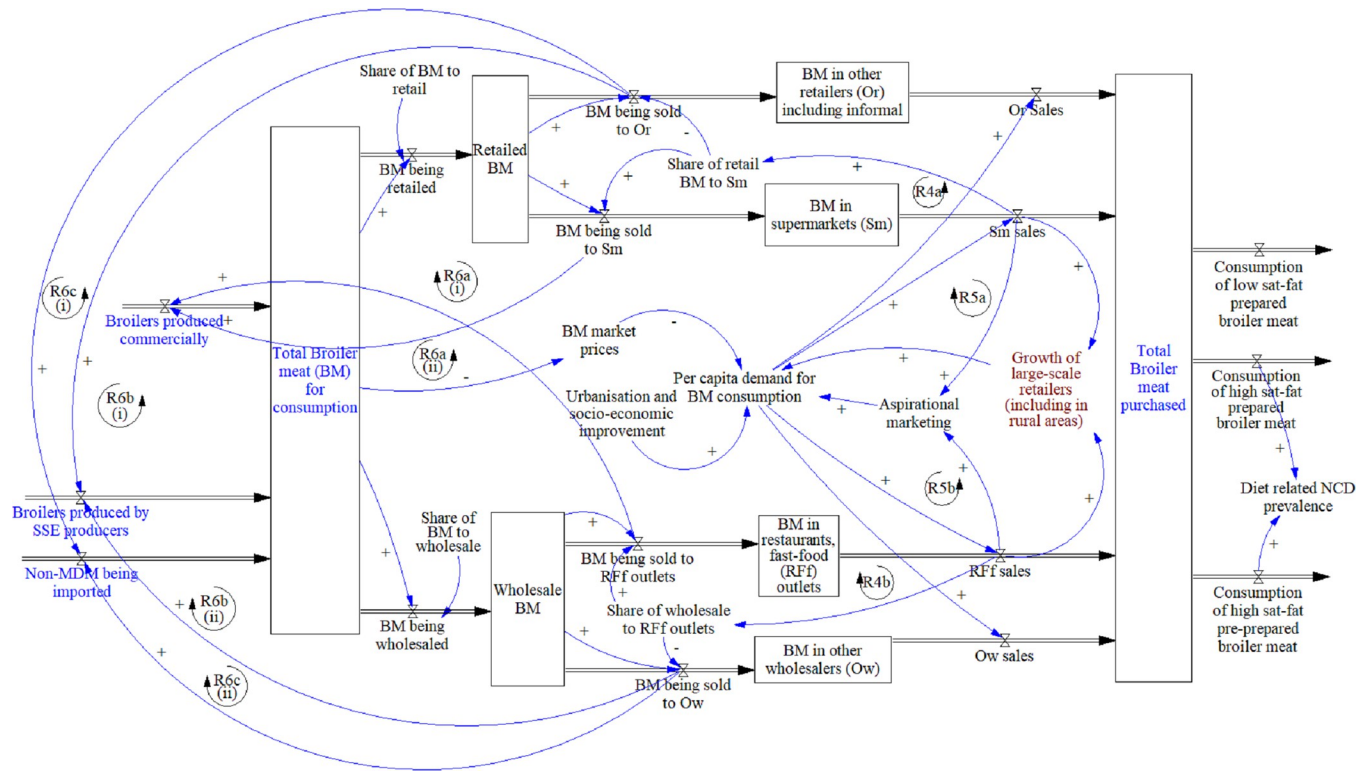 Share of BM to
retail
BM being
retailed
Retailed
BM
BM being sold
to Or
BM in other
retailers (Or)
including informal
Or Sales
Share of retail
BM to Sm
BM being sold
to Sm
BM in
supermarkets (Sm)
Sm sales
R4a
R5a
R6c
(i)
R6a
(i)
Broilers produced
commercially
R6a
(ii)
R6b
(i)
Total Broiler
meat (BM)
for
consumption
BM market
prices
Urbanisation and
socio-economic
improvement
Per capita demand for
BM consumption
Aspirational
marketing
Growth of
large-scale
retailers
(including in
rural areas)
Total
Broiler
meat
purchased
Consumption
of low sat-fat
prepared
broiler meat
Consumption
of high sat-fat
prepared
broiler meat
Diet related NCD
prevalence
Consumption
of high sat-fat
pre-prepared
broiler meat
R5b
Broilers produced by
SSE producers
Non-MDM being
imported
R6b
(ii)
R6c
(ii)
Share of
BM to
wholesale
BM being
wholesaled
Wholesale
BM
BM being sold to
RFf outlets
BM in
restaurants,
fast-food
(RFf)
outlets
R4b
RFf sales
Share of wholesale
to RFf outlets
BM being sold
to Ow
BM in other
wholesalers (Ow)
Ow sales
+
+
+
-
+
+
+
+
+
+
+
+
+
+
-
-
+
+
+
+
+
+
+
+
+
+
+
+
+
-
+
+
+
+